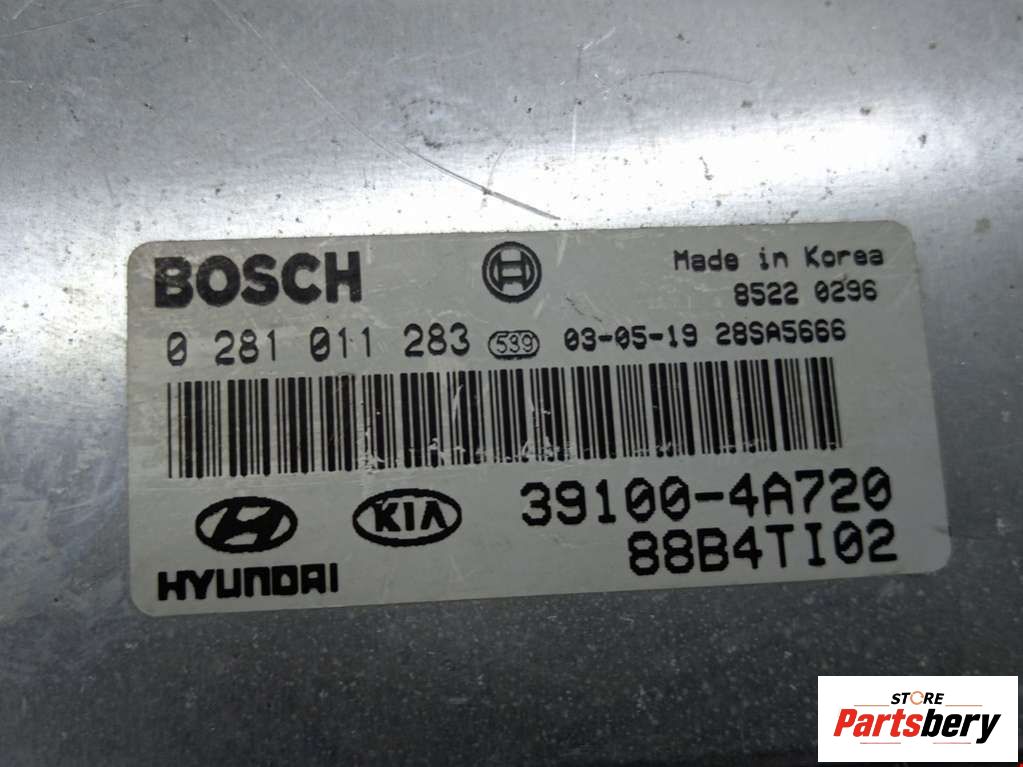 BOSCH
Made in Korea
8522 0296
0 281 011 283 539 03-05-19 28SA5666
39100-4A720
KIA
88B4TI02
HYUNDAI
STORE
Partsbery